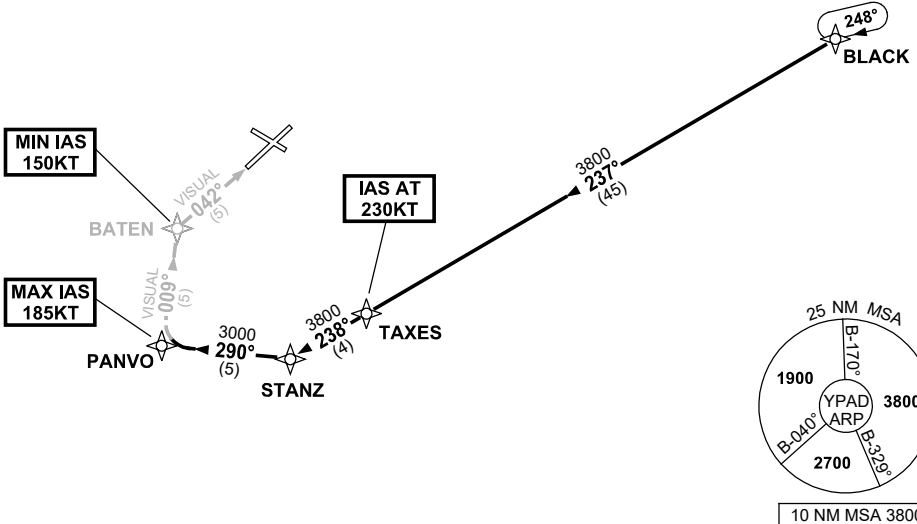 248°
BLACK
MIN IAS
150KT
VISUAL
042°
(5)
3800
237°
(45)
IAS AT
230KT
BATEN
VISUAL
009°
(5)
MAX IAS
185KT
PANVO
3000
290°
(5)
STANZ
3800
238°
(4)
TAXES
25 NM MSA
B-170°
1900
3800
YPAD
ARP
B-040°
B-329°
2700
10 NM MSA 3800